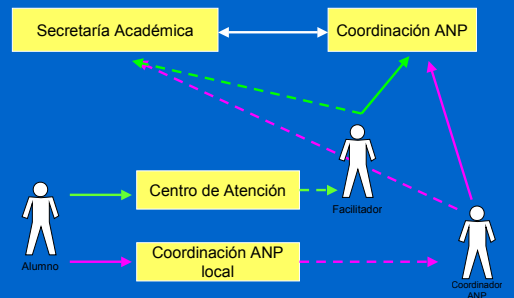 Secretaría Académica
Coordinación ANP
Centro de Atención
Facilitador
Coordinación ANP
local
Alumno
Coordinador
ANP